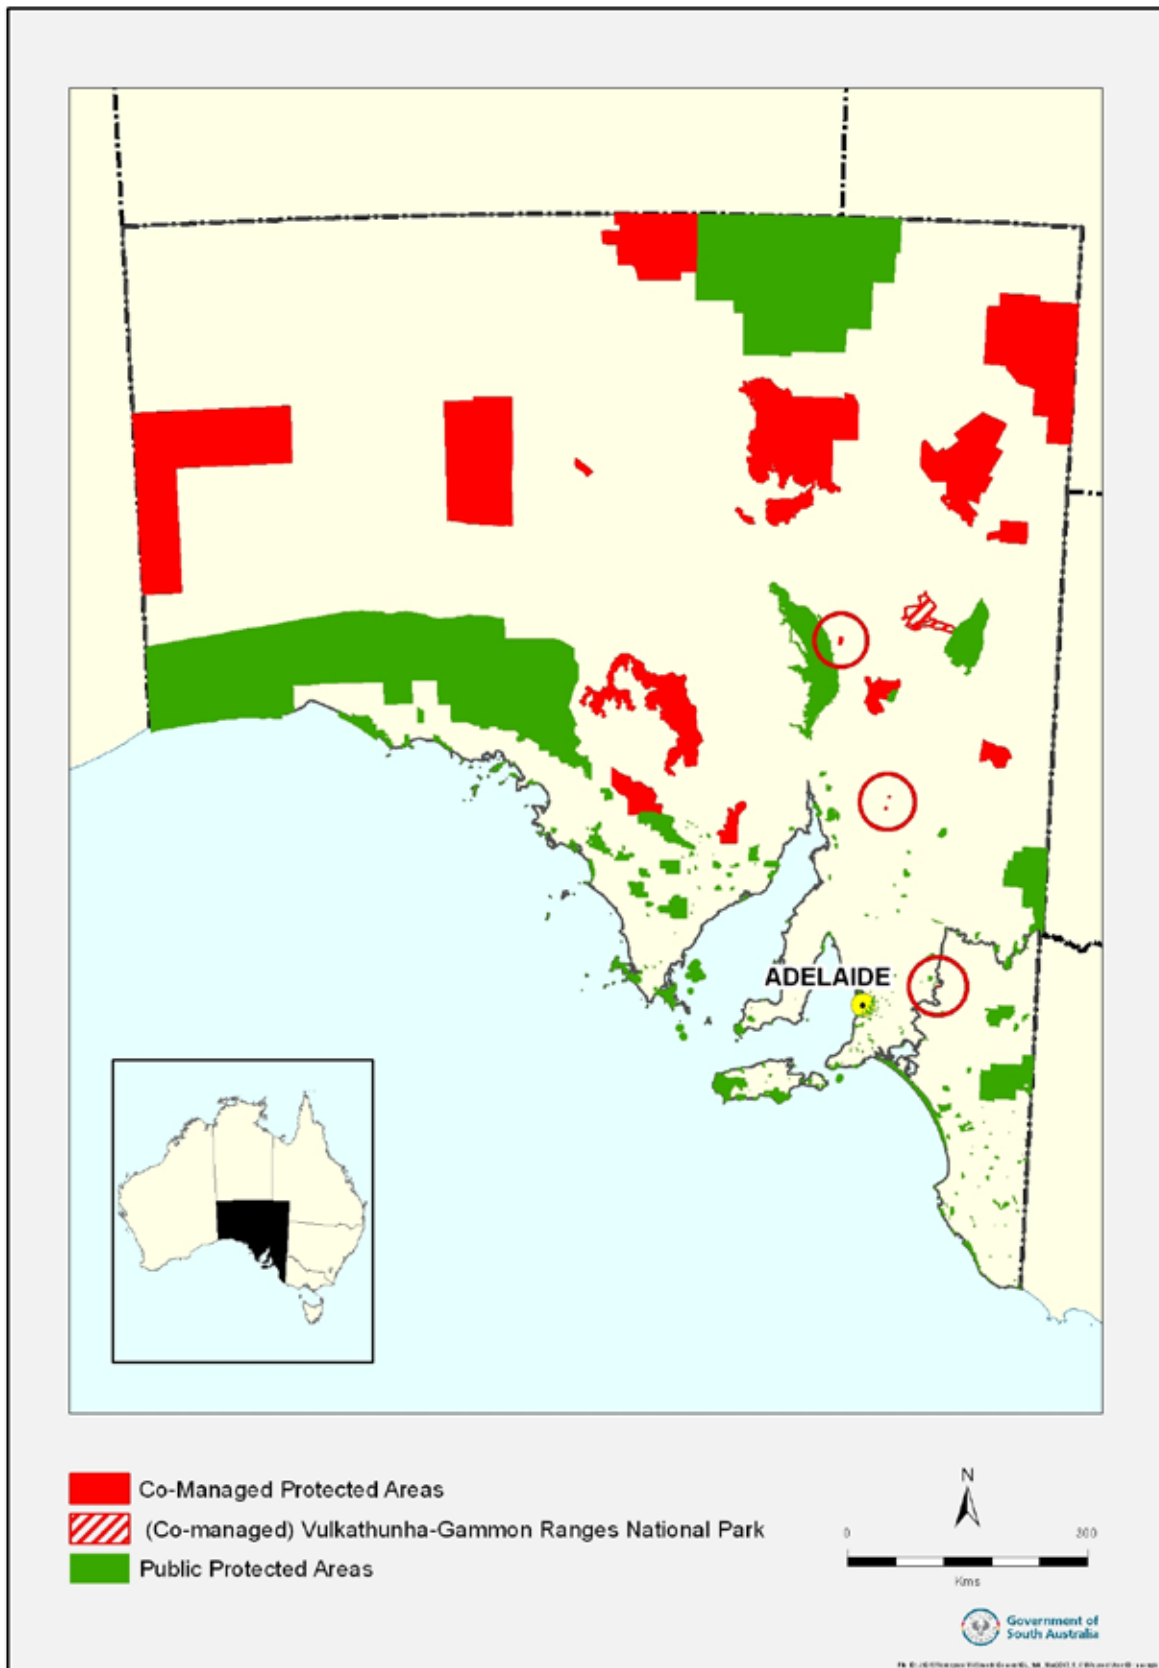 ADELAIDE
Co-Managed Protected Areas
(Co-managed) Vulkathunha-Gammon Ranges National Park
Public Protected Areas
N
0
Kms
Government of
South Australia